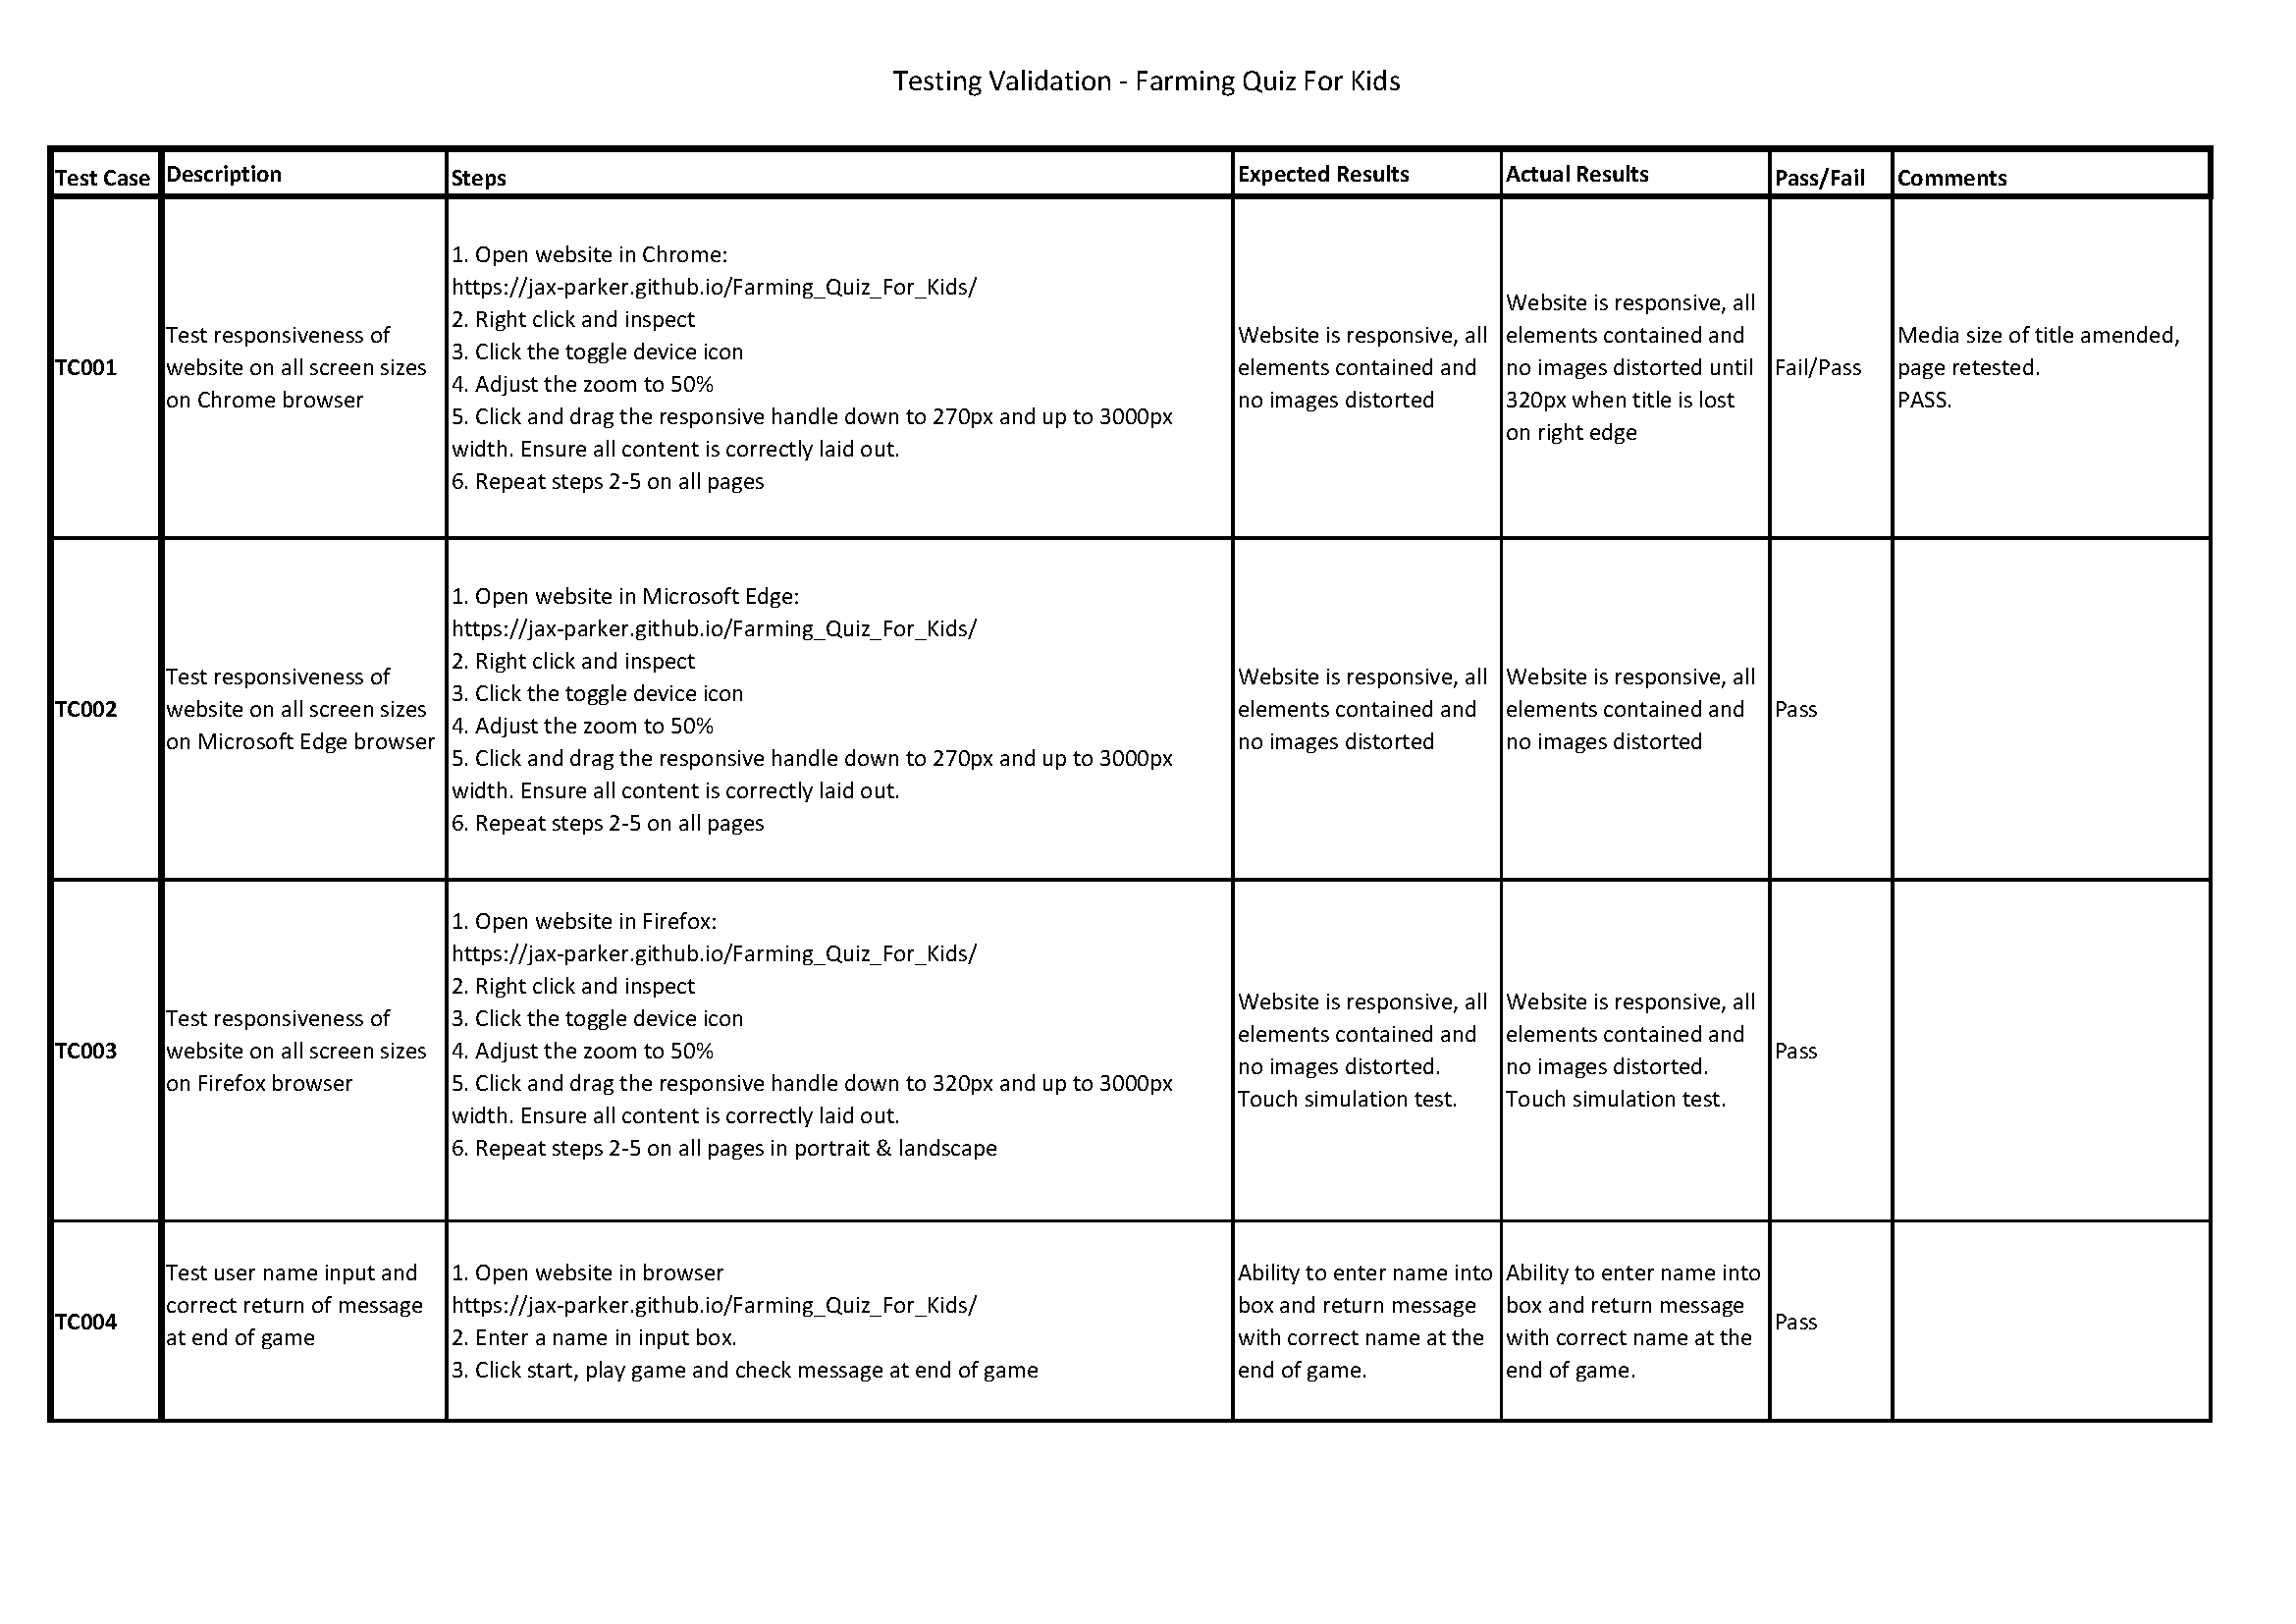 Testing Validation - Farming Quiz For Kids
Test Case
Description
Steps
Expected Results
Actual Results
Pass/Fail
Comments
TC001
Test responsiveness of
website on all screen sizes
on Chrome browser
1. Open website in Chrome:
https://jax-parker.github.io/Farming_Quiz_For_Kids/
2. Right click and inspect
3. Click the toggle device icon
4. Adjust the zoom to 50%
5. Click and drag the responsive handle down to 270px and up to 3000px
width. Ensure all content is correctly laid out.
6. Repeat steps 2-5 on all pages
Website is responsive, all
elements contained and
no images distorted
Website is responsive, all
elements contained and
no images distorted until
320px when title is lost
on right edge
Fail/Pass
Media size of title amended,
page retested.
PASS.
TC002
Test responsiveness of
website on all screen sizes
on Microsoft Edge browser
1. Open website in Microsoft Edge:
https://jax-parker.github.io/Farming_Quiz_For_Kids/
2. Right click and inspect
3. Click the toggle device icon
4. Adjust the zoom to 50%
5. Click and drag the responsive handle down to 270px and up to 3000px
width. Ensure all content is correctly laid out.
6. Repeat steps 2-5 on all pages
Website is responsive, all
elements contained and
no images distorted
Website is responsive, all
elements contained and
no images distorted
Pass
TC003
Test responsiveness of
website on all screen sizes
on Firefox browser
1. Open website in Firefox:
https://jax-parker.github.io/Farming_Quiz_For_Kids/
2. Right click and inspect
3. Click the toggle device icon
4. Adjust the zoom to 50%
5. Click and drag the responsive handle down to 320px and up to 3000px
width. Ensure all content is correctly laid out.
6. Repeat steps 2-5 on all pages in portrait & landscape
Website is responsive, all
elements contained and
no images distorted.
Touch simulation test.
Website is responsive, all
elements contained and
no images distorted.
Touch simulation test.
Pass
TC004
Test user name input and
correct return of message
at end of game
1. Open website in browser
https://jax-parker.github.io/Farming_Quiz_For_Kids/
2. Enter a name in input box.
3. Click start, play game and check message at end of game
Ability to enter name into
box and return message
with correct name at the
end of game.
Ability to enter name into
box and return message
with correct name at the
end of game.
Pass